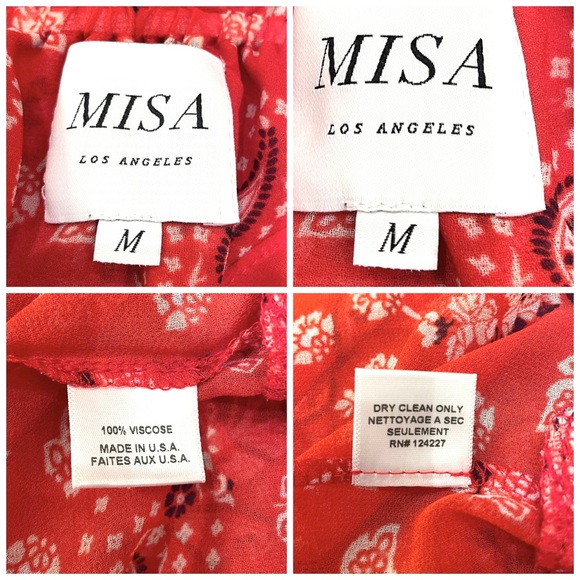 MISA
LOS ANGELES
M
MISA
LOS ANGELES
M
100% VISCOSE
MADE IN U.S.A.
FAITES AUX U.S.A.
DRY CLEAN ONLY
NETTOYAGE A SEC
SEULEMENT
RN# 124227